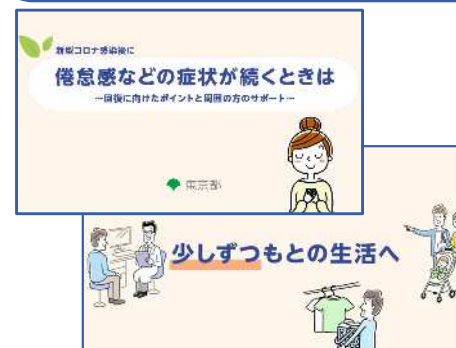 新型コロナ感染後に
倦怠感などの症状が続くときは
～回復に向けたポイントと周囲の方のサポート～
東京都
少しずつもとの生活へ